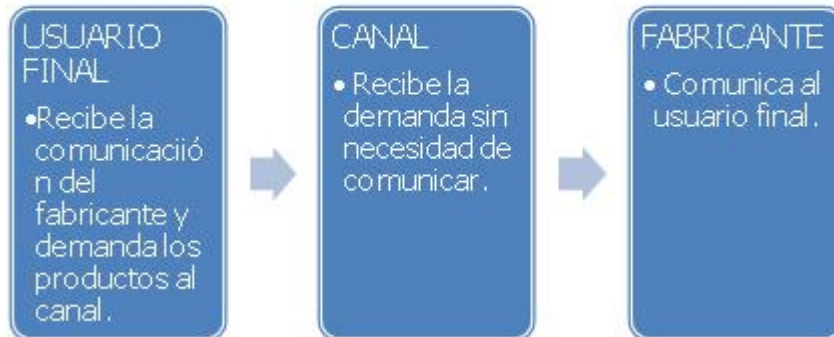 USUARIO
FINAL
•Recibe la
comunicaciió
n del
fabricante y
demanda los
productos al
canal.
CANAL
• Recibe la
demanda sin
necesidad de
comunicar.
FABRICANTE
• Comunica al
usuario final.